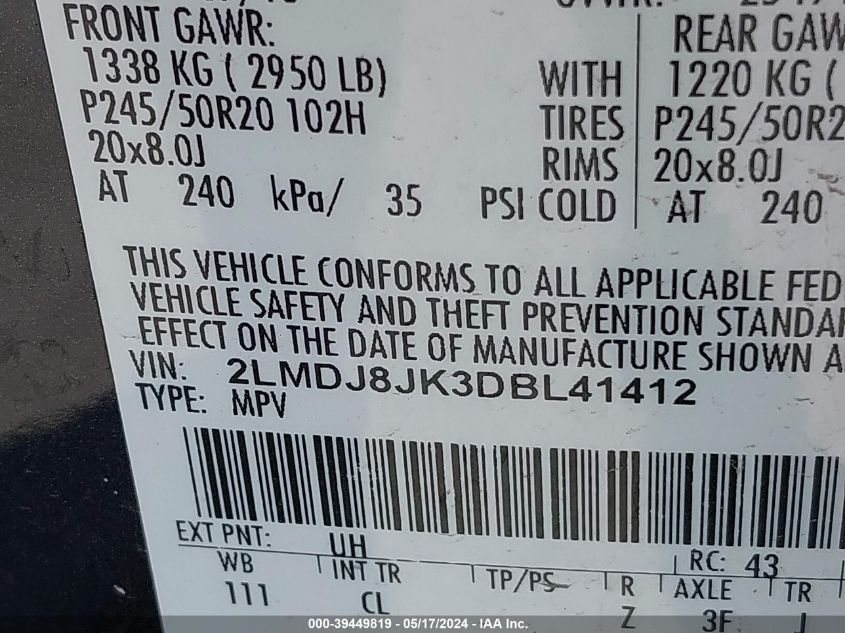 FRONT GAWR: REAR GAW
1338 KG ( 2950 LB) WITH 1220 KG (
P245/50R20 102H TIRES P245/50R2
20x8.0J RIMS 20x8.0J
AT 240 kPa/ 35 PSI COLD AT 240
THIS VEHICLE CONFORMS TO ALL APPLICABLE FED
VEHICLE SAFETY AND THEFT PREVENTION STANDAR
EFFECT ON THE DATE OF MANUFACTURE SHOWN A
VIN: 2LMDJ8JK3DBL41412
TYPE: MPV
EXT PNT: UH RC: 43
WB INT TR TP/PS R AXLE TR
111 CL Z 3F J
000-39449819 - 05/17/2024 - IAA Inc.